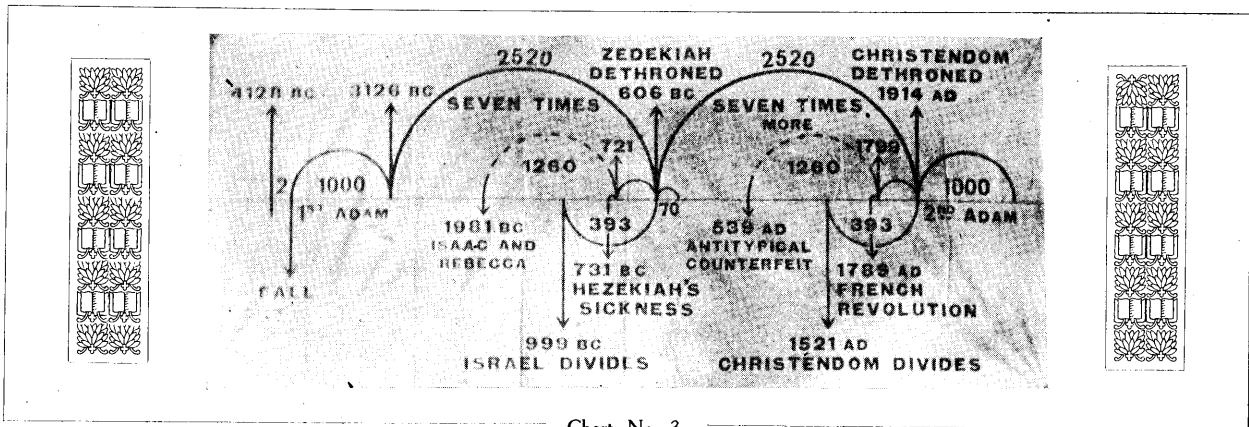 2520
ZEDEKIAH
DETHRONED
606 BC
2520
CHRISTENDOM
DETHRONED
1914 AD
4128 BC
3126 BC
SEVEN TIMES
SEVEN TIMES
MORE
721
1799
1260
1260
2
1000
1ST ADAM
1000
2ND ADAM
70
393
393
1981 BC
ISAAC AND
REBECCA
539 AD
ANTITYPICAL
COUNTERFEIT
FALL
731 BC
HEZEKIAH'S
SICKNESS
1789 AD
FRENCH
REVOLUTION
999 BC
ISRAEL DIVIDES
1521 AD
CHRISTENDOM DIVIDES
Chart No. 3